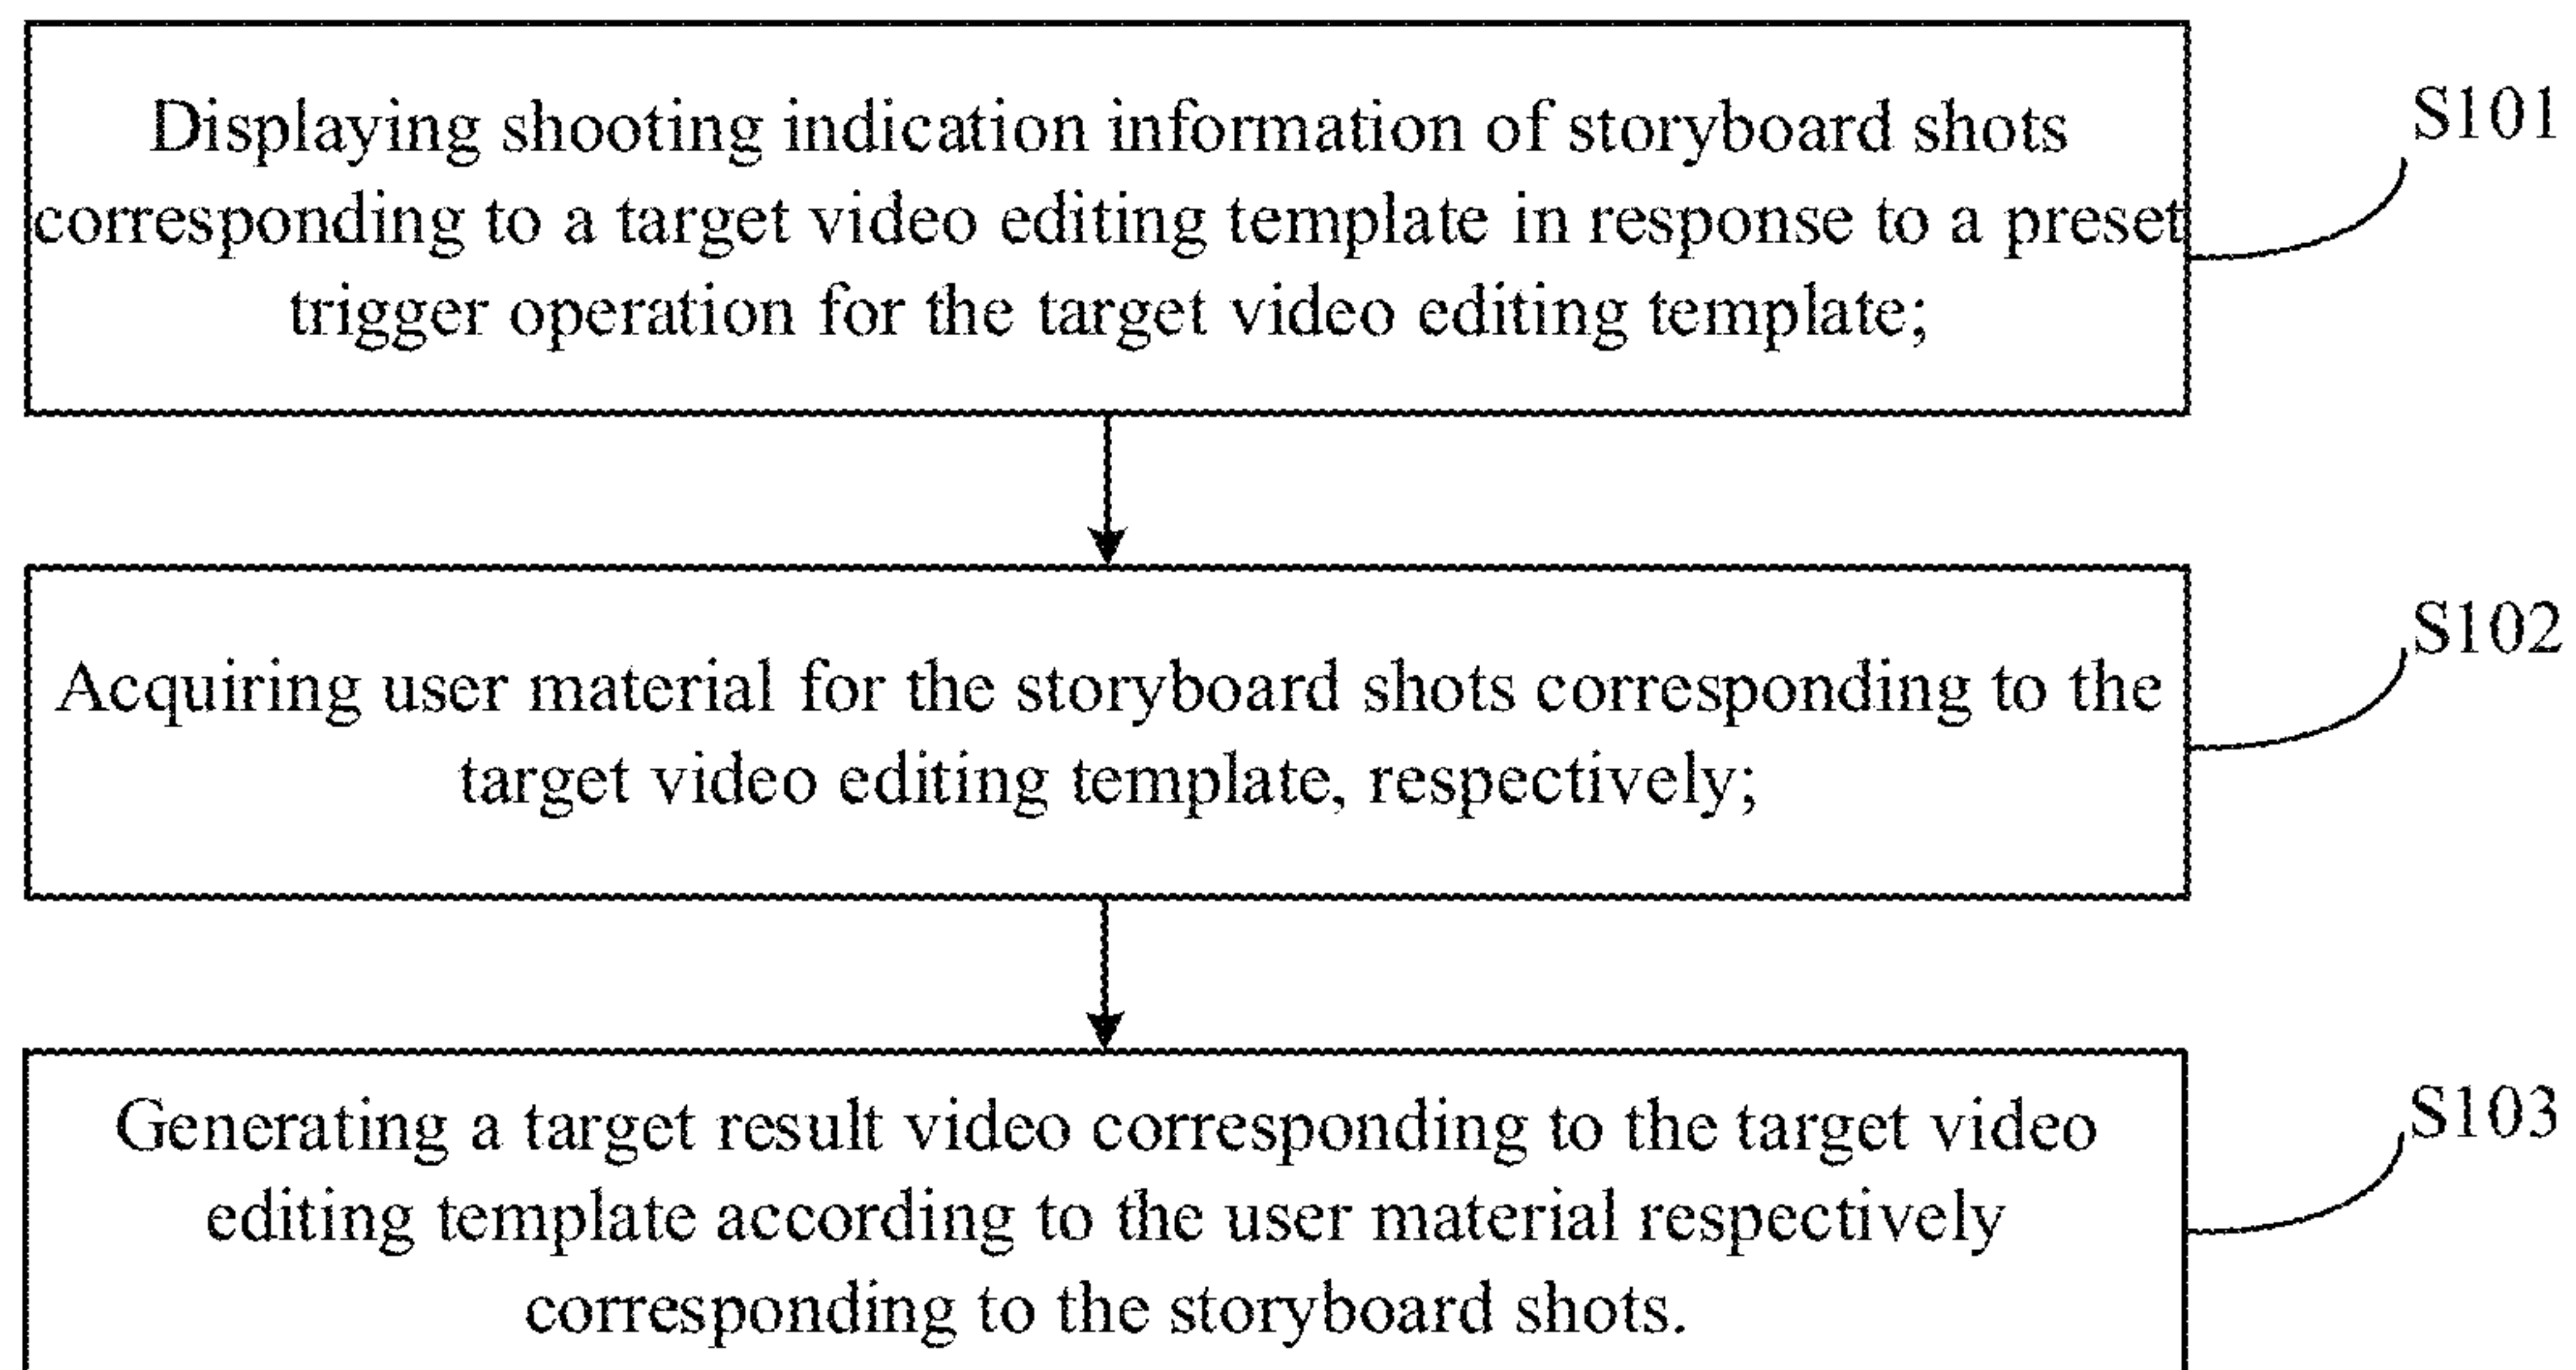 Displaying shooting indication information of storyboard shots
corresponding to a target video editing template in response to a preset
trigger operation for the target video editing template;
S101
Acquiring user material for the storyboard shots corresponding to the
target video editing template, respectively;
S102
Generating a target result video corresponding to the target video
editing template according to the user material respectively
corresponding to the storyboard shots.
S103